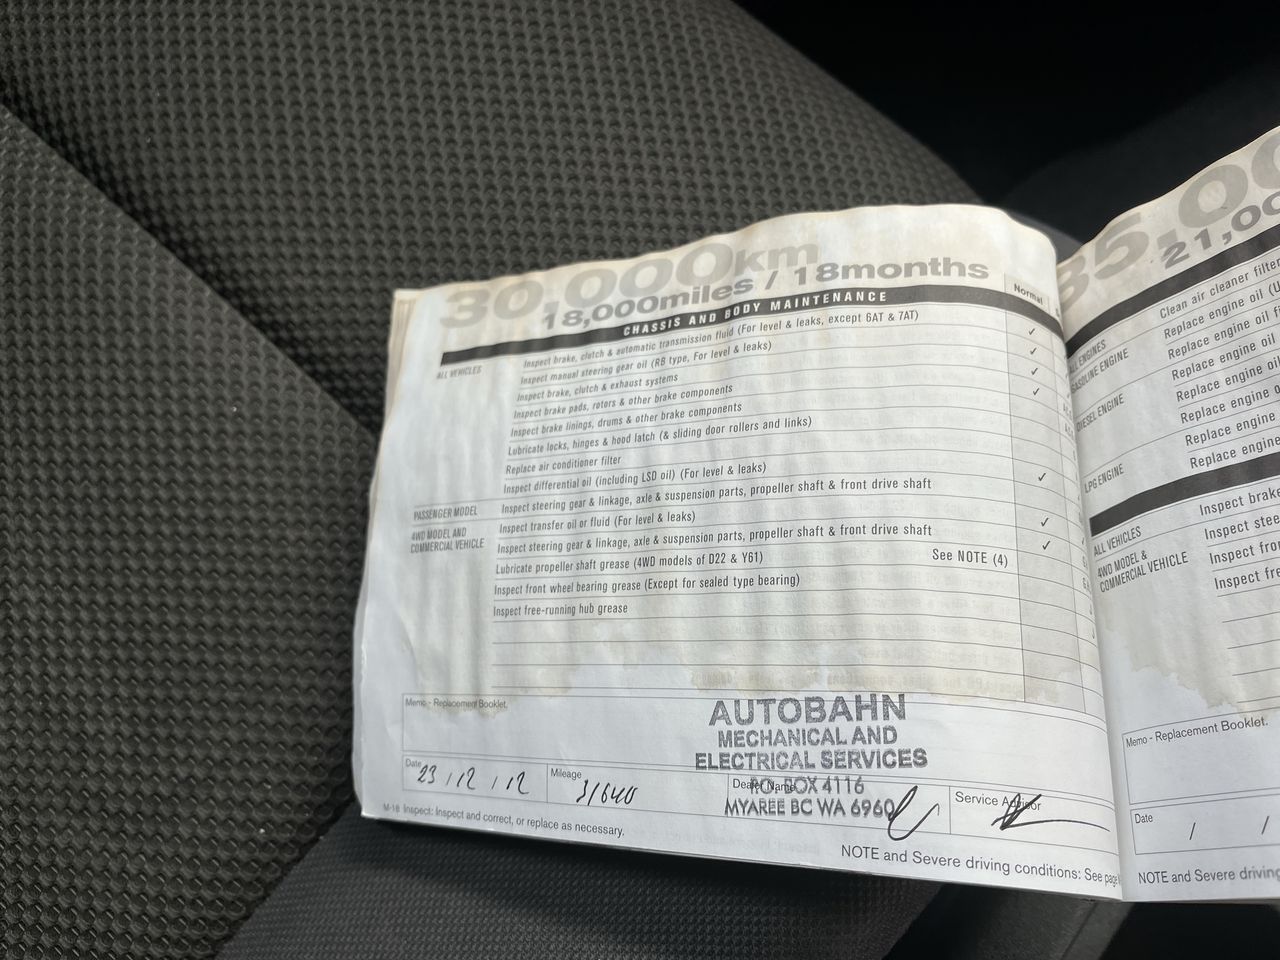 30,000km
18,000miles / 18months
CHASSIS AND BODY MAINTENANCE
Normal
ALL VEHICLES
Inspect brake, clutch & automatic transmission fluid (For level & leaks, except 6AT & 7AT) ✓
Inspect manual steering gear oil (RB type, For level & leaks) ✓
Inspect brake, clutch & exhaust systems ✓
Inspect brake pads, rotors & other brake components ✓
Inspect brake linings, drums & other brake components
Lubricate locks, hinges & hood latch (& sliding door rollers and links)
Replace air conditioner filter
Inspect differential oil (including LSD oil) (For level & leaks) ✓
PASSENGER MODEL
Inspect steering gear & linkage, axle & suspension parts, propeller shaft & front drive shaft
4WD MODEL AND
COMMERCIAL VEHICLE
Inspect transfer oil or fluid (For level & leaks) ✓
Inspect steering gear & linkage, axle & suspension parts, propeller shaft & front drive shaft ✓
Lubricate propeller shaft grease (4WD models of D22 & Y61) See NOTE (4)
Inspect front wheel bearing grease (Except for sealed type bearing)
Inspect free-running hub grease
Memo - Replacement Booklet.
AUTOBAHN
MECHANICAL AND
ELECTRICAL SERVICES
P.O. BOX 4116
MYAREE BC WA 6960
Date 23 / 12 / 12
Mileage 31640
Dealer Name
Service Advisor
M-18 Inspect: Inspect and correct, or replace as necessary.
NOTE and Severe driving conditions: See page
35,00
21,00
ALL ENGINES
Clean air cleaner filter
GASOLINE ENGINE
Replace engine oil (U
Replace engine oil fi
DIESEL ENGINE
Replace engine oil
Replace engine oil
Replace engine o
LPG ENGINE
Replace engine
Replace engine
ALL VEHICLES
Inspect brake
4WD MODEL &
COMMERCIAL VEHICLE
Inspect stee
Inspect fro
Inspect fre
Memo - Replacement Booklet.
Date / /
NOTE and Severe driving